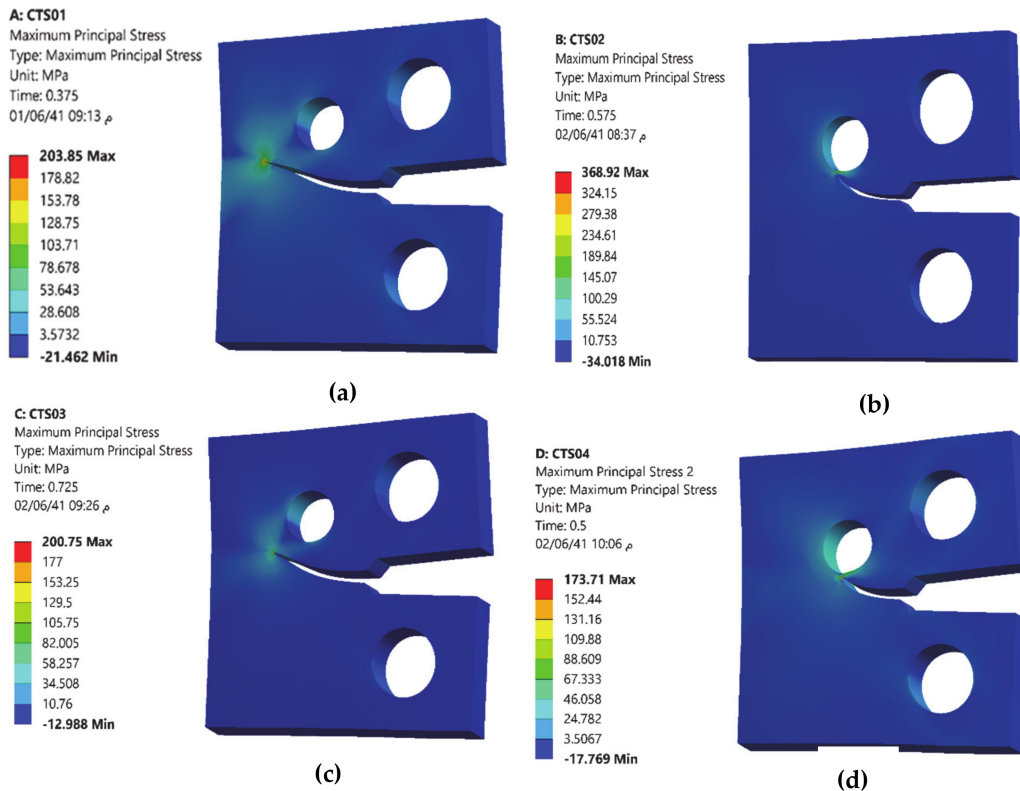 A: CTS01
Maximum Principal Stress
Type: Maximum Principal Stress
Unit: MPa
Time: 0.375
01/06/41 09:13 م
203.85 Max
178.82
153.78
128.75
103.71
78.678
53.643
28.608
3.5732
-21.462 Min
(a)
B: CTS02
Maximum Principal Stress
Type: Maximum Principal Stress
Unit: MPa
Time: 0.575
02/06/41 08:37 م
368.92 Max
324.15
279.38
234.61
189.84
145.07
100.29
55.524
10.753
-34.018 Min
(b)
C: CTS03
Maximum Principal Stress
Type: Maximum Principal Stress
Unit: MPa
Time: 0.725
02/06/41 09:26 م
200.75 Max
177
153.25
129.5
105.75
82.005
58.257
34.508
10.76
-12.988 Min
(c)
D: CTS04
Maximum Principal Stress 2
Type: Maximum Principal Stress
Unit: MPa
Time: 0.5
02/06/41 10:06 م
173.71 Max
152.44
131.16
109.88
88.609
67.333
46.058
24.782
3.5067
-17.769 Min
(d)